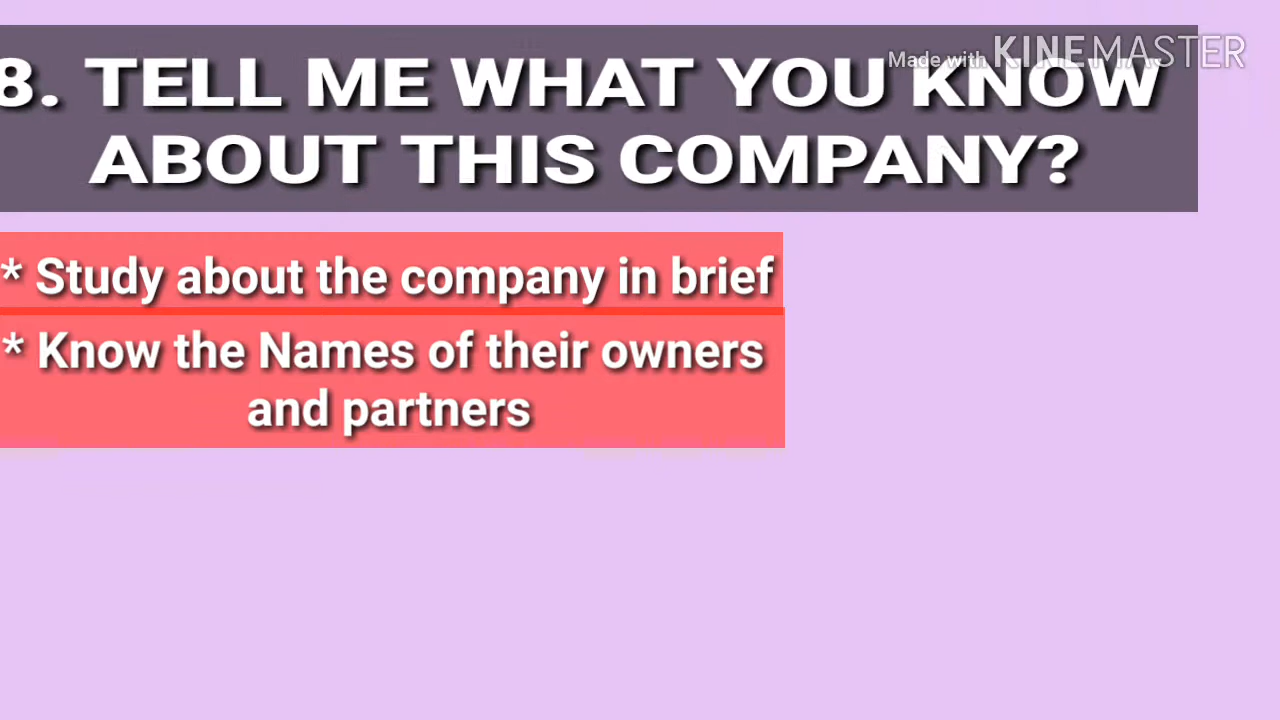 Made with KINEMASTER
8. TELL ME WHAT YOU KNOW
ABOUT THIS COMPANY?
* Study about the company in brief
* Know the Names of their owners
and partners